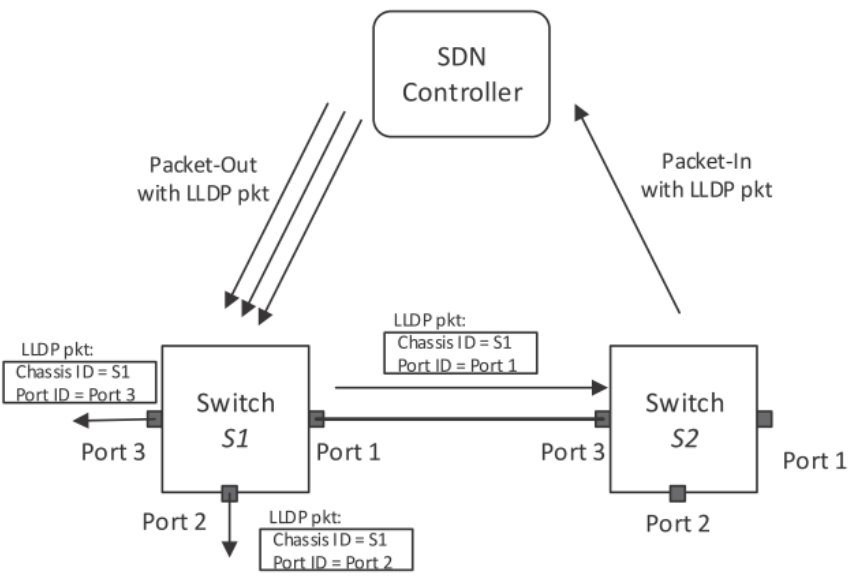 SDN
Controller
Packet-Out
with LLDP pkt
Packet-In
with LLDP pkt
LLDP pkt:
Chassis ID = S1
Port ID = Port 1
LLDP pkt:
Chassis ID = S1
Port ID = Port 3
Switch
S1
Switch
S2
Port 3
Port 1
Port 3
Port 1
Port 2
Port 2
LLDP pkt:
Chassis ID = S1
Port ID = Port 2